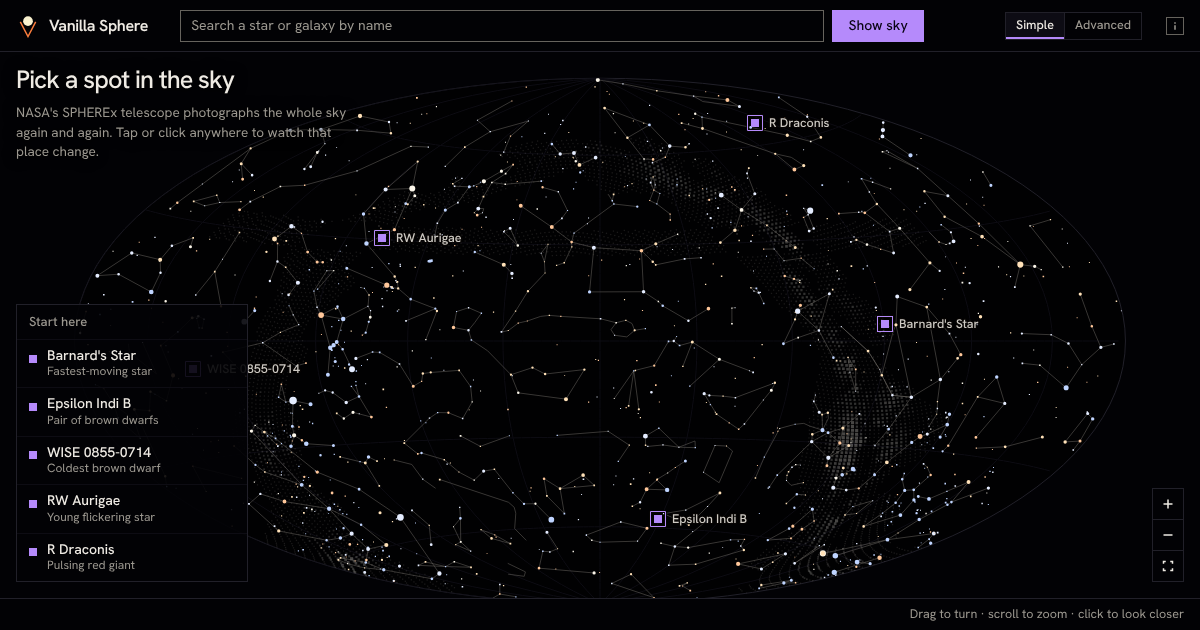 Vanilla Sphere
Search a star or galaxy by name
Show sky
Simple
Advanced
i
Pick a spot in the sky
NASA's SPHEREx telescope photographs the whole sky
again and again. Tap or click anywhere to watch that
place change.
R Draconis
RW Aurigae
Barnard's Star
WISE 0855-0714
Epsilon Indi B
Start here
Barnard's Star
Fastest-moving star
Epsilon Indi B
Pair of brown dwarfs
WISE 0855-0714
Coldest brown dwarf
RW Aurigae
Young flickering star
R Draconis
Pulsing red giant
+
−
Drag to turn · scroll to zoom · click to look closer